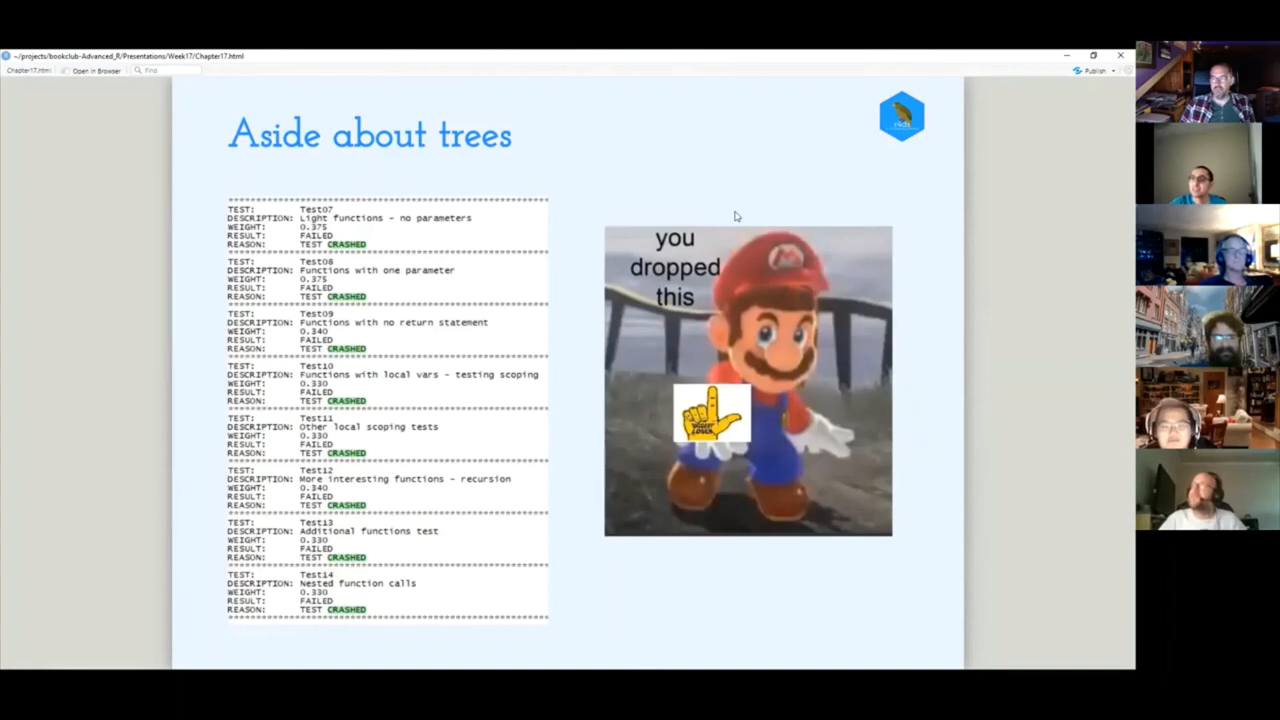 ~/projects/bookclub-Advanced_R/Presentations/Week17/Chapter17.html
Chapter17.html
Open in Browser
Find
Publish
Aside about trees
r4ds
TEST: Test07
DESCRIPTION: Light functions - no parameters
WEIGHT: 0.375
RESULT: FAILED
REASON: TEST CRASHED
TEST: Test08
DESCRIPTION: Functions with one parameter
WEIGHT: 0.375
RESULT: FAILED
REASON: TEST CRASHED
TEST: Test09
DESCRIPTION: Functions with no return statement
WEIGHT: 0.340
RESULT: FAILED
REASON: TEST CRASHED
TEST: Test10
DESCRIPTION: Functions with local vars - testing scoping
WEIGHT: 0.330
RESULT: FAILED
REASON: TEST CRASHED
TEST: Test11
DESCRIPTION: Other local scoping tests
WEIGHT: 0.330
RESULT: FAILED
REASON: TEST CRASHED
TEST: Test12
DESCRIPTION: More interesting functions - recursion
WEIGHT: 0.340
RESULT: FAILED
REASON: TEST CRASHED
TEST: Test13
DESCRIPTION: Additional functions test
WEIGHT: 0.330
RESULT: FAILED
REASON: TEST CRASHED
TEST: Test14
DESCRIPTION: Nested function calls
WEIGHT: 0.330
RESULT: FAILED
REASON: TEST CRASHED
you
dropped
this
M
BIGGEST
LOSER